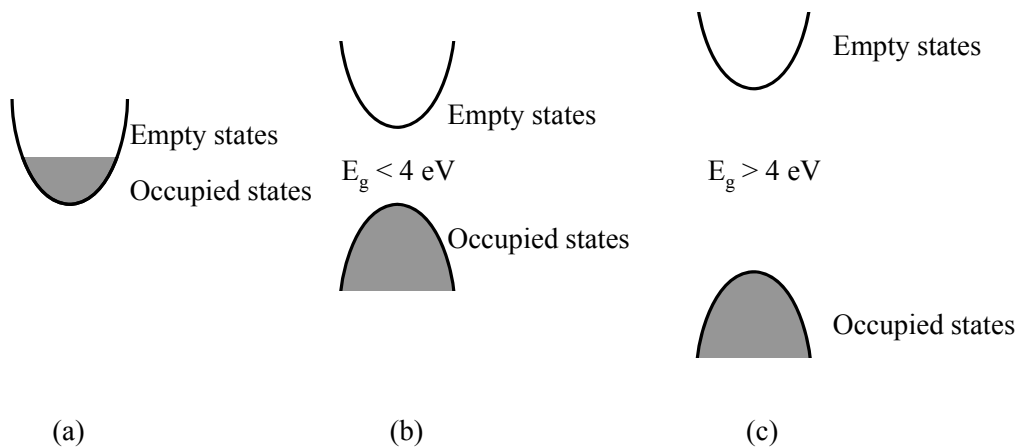 Empty states
Occupied states
(a)
Empty states
E_g < 4 eV
Occupied states
(b)
Empty states
E_g > 4 eV
Occupied states
(c)